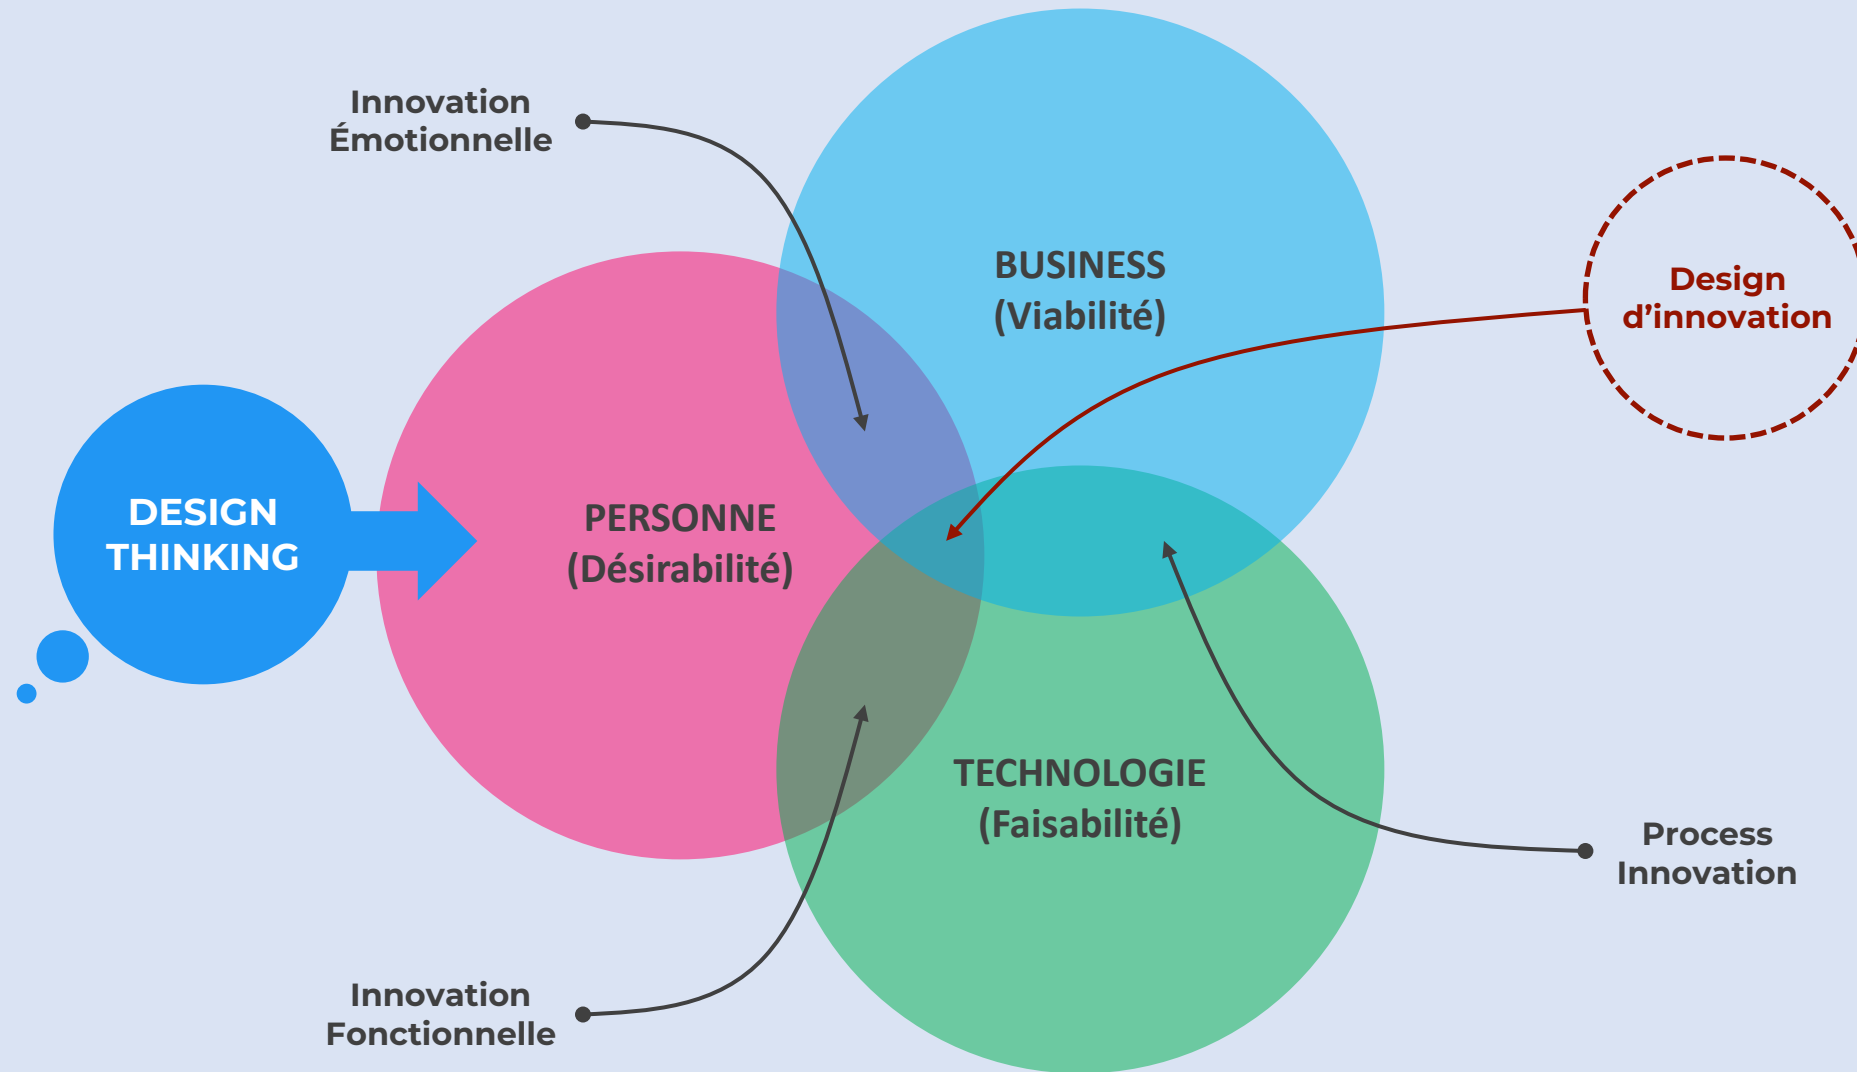 Innovation
Émotionnelle
BUSINESS
(Viabilité)
Design
d’innovation
DESIGN
THINKING
PERSONNE
(Désirabilité)
TECHNOLOGIE
(Faisabilité)
Process
Innovation
Innovation
Fonctionnelle